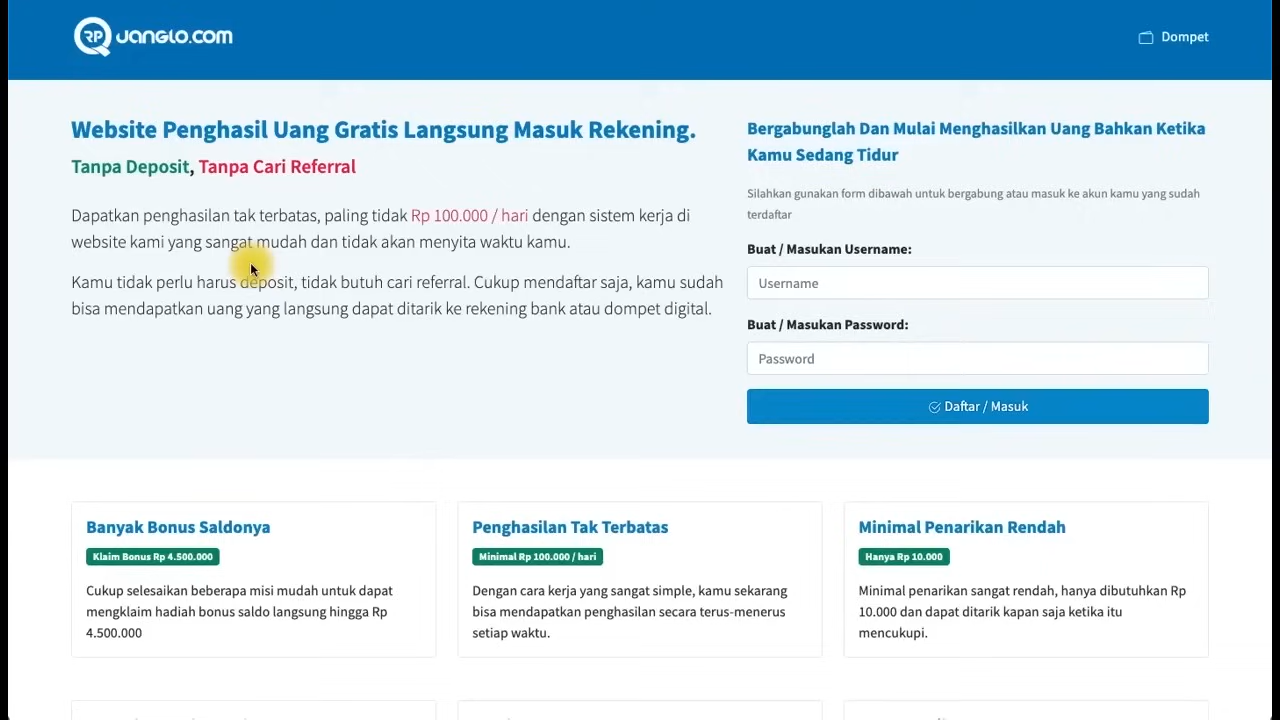 RP JANGLO.COM
Dompet
Website Penghasil Uang Gratis Langsung Masuk Rekening.
Tanpa Deposit, Tanpa Cari Referral
Dapatkan penghasilan tak terbatas, paling tidak Rp 100.000 / hari dengan sistem kerja di
website kami yang sangat mudah dan tidak akan menyita waktu kamu.
Kamu tidak perlu harus deposit, tidak butuh cari referral. Cukup mendaftar saja, kamu sudah
bisa mendapatkan uang yang langsung dapat ditarik ke rekening bank atau dompet digital.
Bergabunglah Dan Mulai Menghasilkan Uang Bahkan Ketika
Kamu Sedang Tidur
Silahkan gunakan form dibawah untuk bergabung atau masuk ke akun kamu yang sudah
terdaftar
Buat / Masukan Username:
Username
Buat / Masukan Password:
Password
Daftar / Masuk
Banyak Bonus Saldonya
Klaim Bonus Rp 4.500.000
Cukup selesaikan beberapa misi mudah untuk dapat
mengklaim hadiah bonus saldo langsung hingga Rp
4.500.000
Penghasilan Tak Terbatas
Minimal Rp 100.000 / hari
Dengan cara kerja yang sangat simple, kamu sekarang
bisa mendapatkan penghasilan secara terus-menerus
setiap waktu.
Minimal Penarikan Rendah
Hanya Rp 10.000
Minimal penarikan sangat rendah, hanya dibutuhkan Rp
10.000 dan dapat ditarik kapan saja ketika itu
mencukupi.